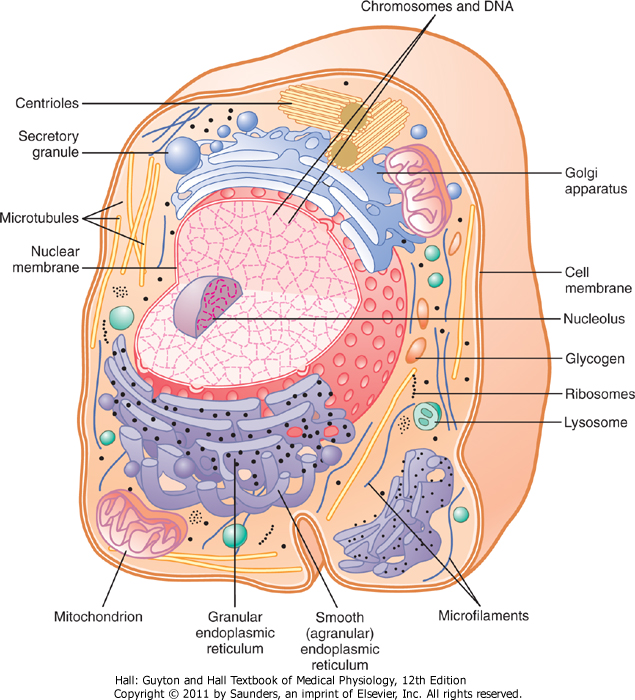 Chromosomes and DNA
Centrioles
Secretory
granule
Microtubules
Nuclear
membrane
Golgi
apparatus
Cell
membrane
Nucleolus
Glycogen
Ribosomes
Lysosome
Mitochondrion
Granular
endoplasmic
reticulum
Smooth
(agranular)
endoplasmic
reticulum
Microfilaments
Hall: Guyton and Hall Textbook of Medical Physiology, 12th Edition
Copyright © 2011 by Saunders, an imprint of Elsevier, Inc. All rights reserved.